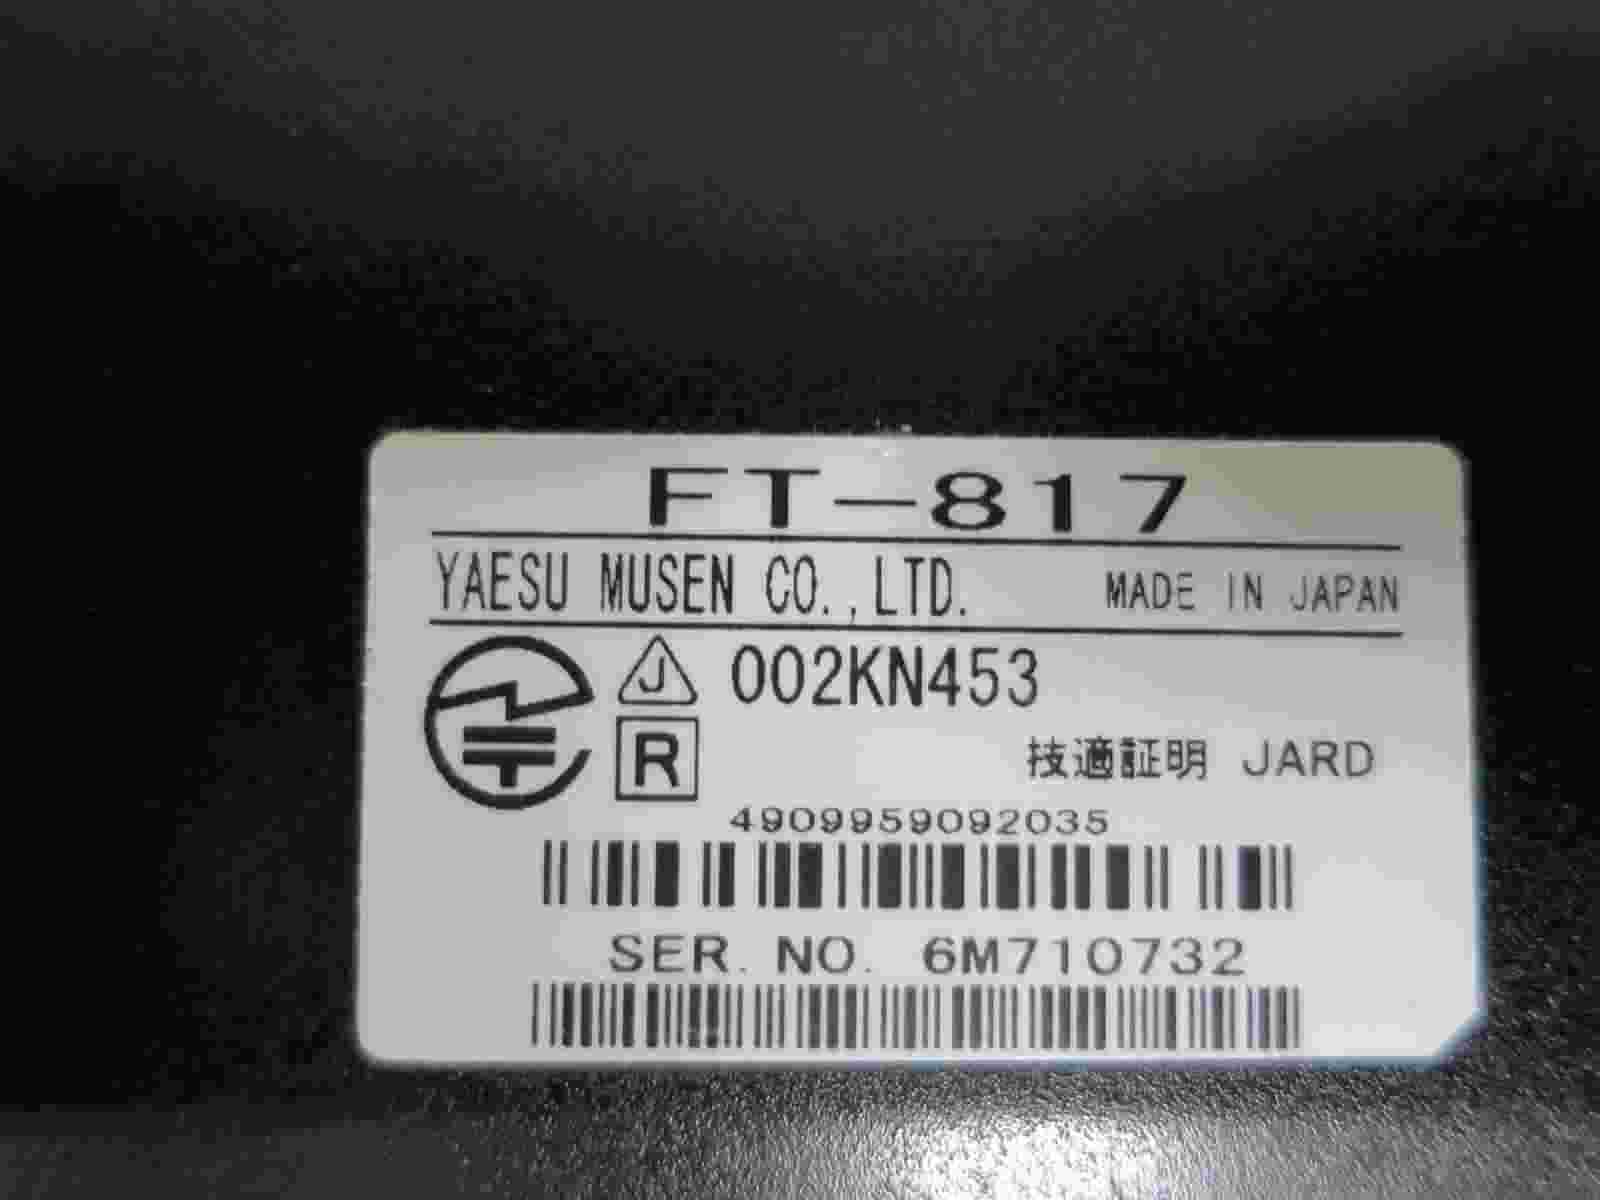 FT-817
YAESU MUSEN CO.,LTD. MADE IN JAPAN
J 002KN453
R
技適証明 JARD
4909959092035
SER. NO. 6M710732